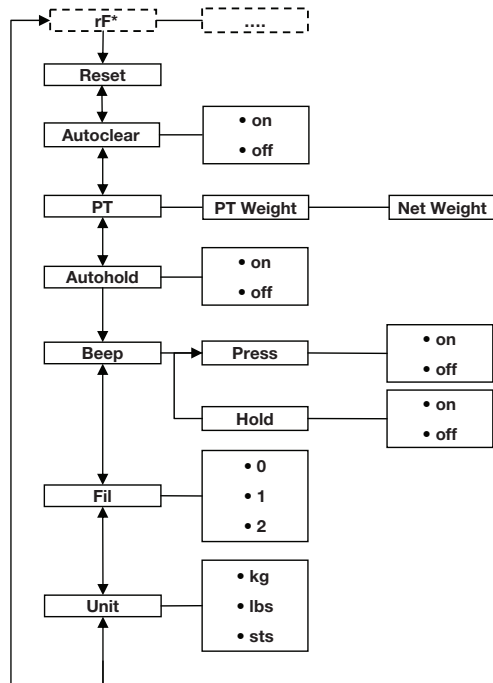 rF*
....
Reset
Autoclear
• on
• off
PT
PT Weight
Net Weight
Autohold
• on
• off
Beep
Press
• on
• off
Hold
• on
• off
Fil
• 0
• 1
• 2
Unit
• kg
• lbs
• sts